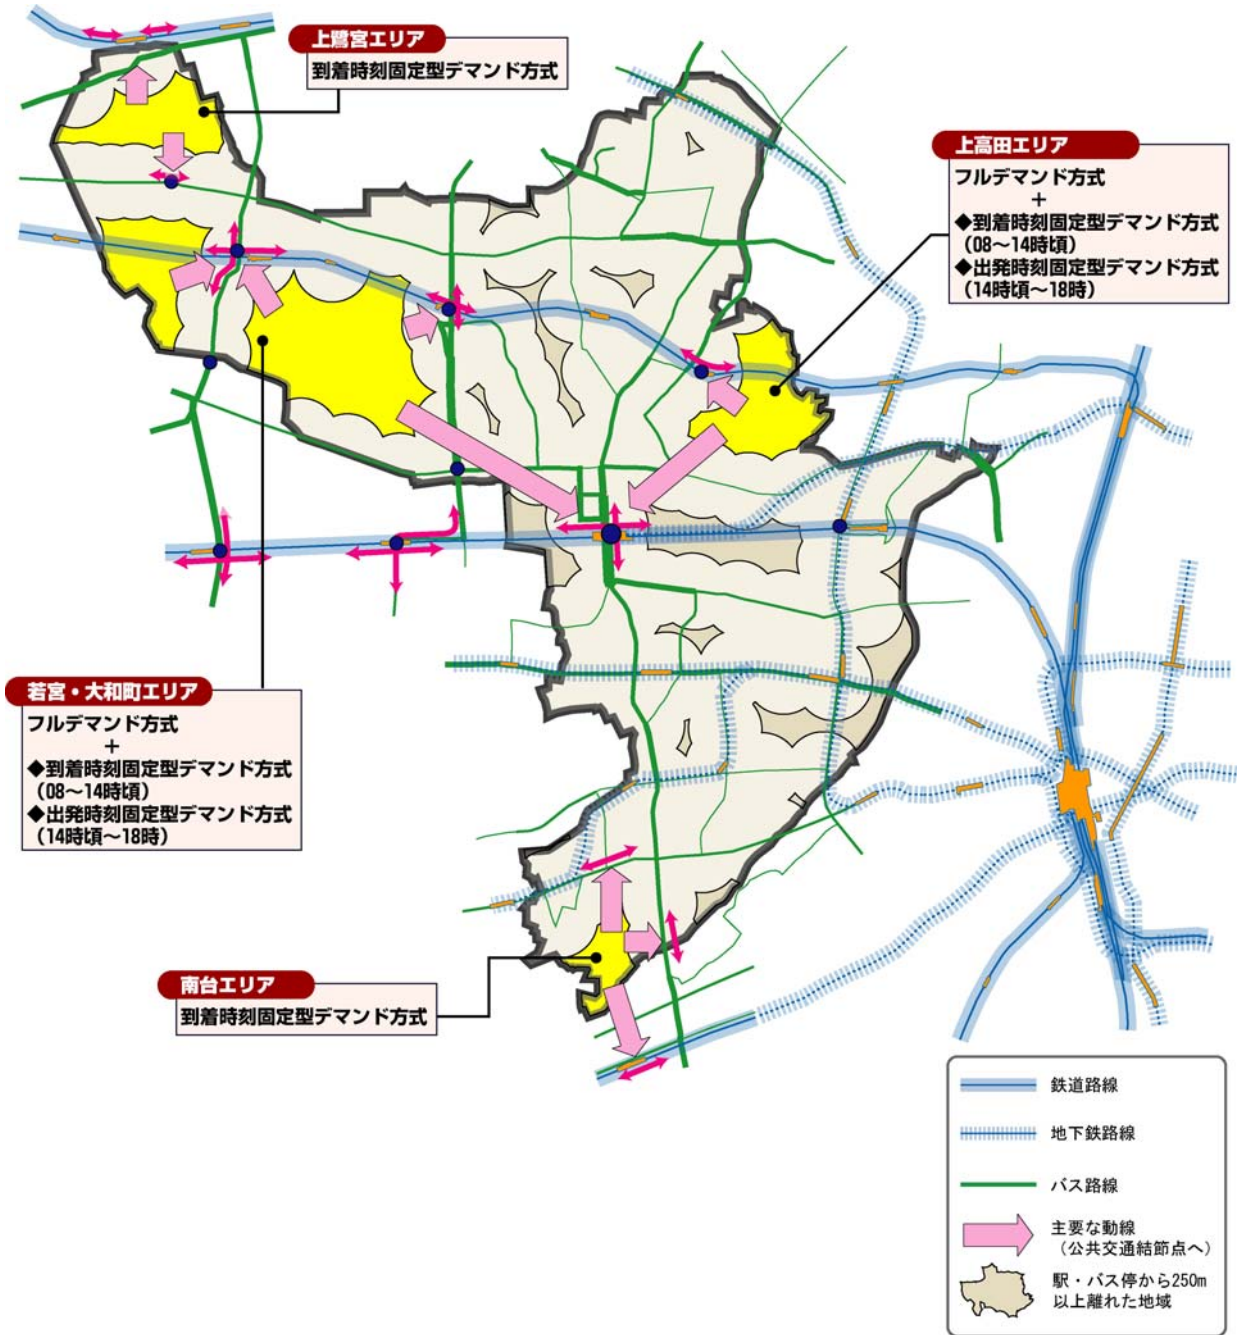 上鷺宮エリア
到着時刻固定型デマンド方式
上高田エリア
フルデマンド方式
+
◆到着時刻固定型デマンド方式
(08～14時頃)
◆出発時刻固定型デマンド方式
(14時頃～18時)
若宮・大和町エリア
フルデマンド方式
+
◆到着時刻固定型デマンド方式
(08～14時頃)
◆出発時刻固定型デマンド方式
(14時頃～18時)
南台エリア
到着時刻固定型デマンド方式
鉄道路線
地下鉄路線
バス路線
主要な動線
(公共交通結節点へ)
駅・バス停から250m
以上離れた地域